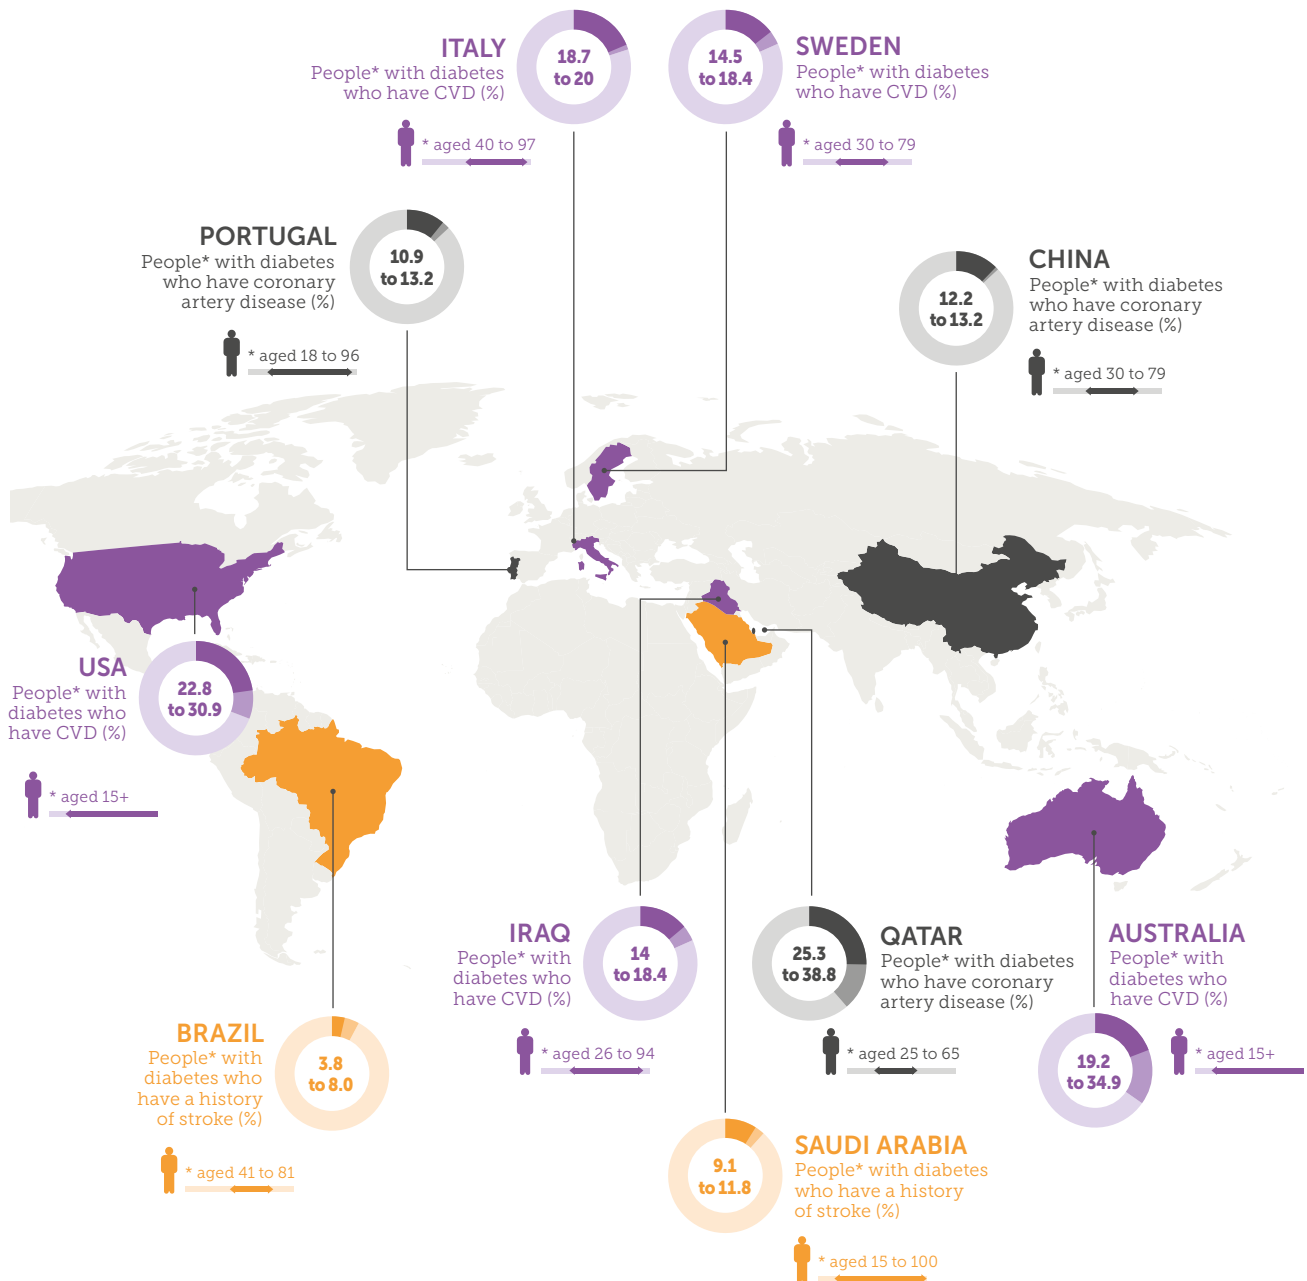 ITALY
People* with diabetes
who have CVD (%)
18.7
to 20
* aged 40 to 97
14.5
to 18.4
SWEDEN
People* with diabetes
who have CVD (%)
* aged 30 to 79
PORTUGAL
People* with diabetes
who have coronary
artery disease (%)
10.9
to 13.2
* aged 18 to 96
12.2
to 13.2
CHINA
People* with diabetes
who have coronary
artery disease (%)
* aged 30 to 79
USA
People* with
diabetes who
have CVD (%)
22.8
to 30.9
* aged 15+
IRAQ
People* with
diabetes who
have CVD (%)
14
to 18.4
* aged 26 to 94
25.3
to 38.8
QATAR
People* with diabetes
who have coronary
artery disease (%)
* aged 25 to 65
AUSTRALIA
People* with
diabetes who
have CVD (%)
19.2
to 34.9
* aged 15+
BRAZIL
People* with
diabetes who
have a history
of stroke (%)
3.8
to 8.0
* aged 41 to 81
9.1
to 11.8
SAUDI ARABIA
People* with diabetes
who have a history
of stroke (%)
* aged 15 to 100